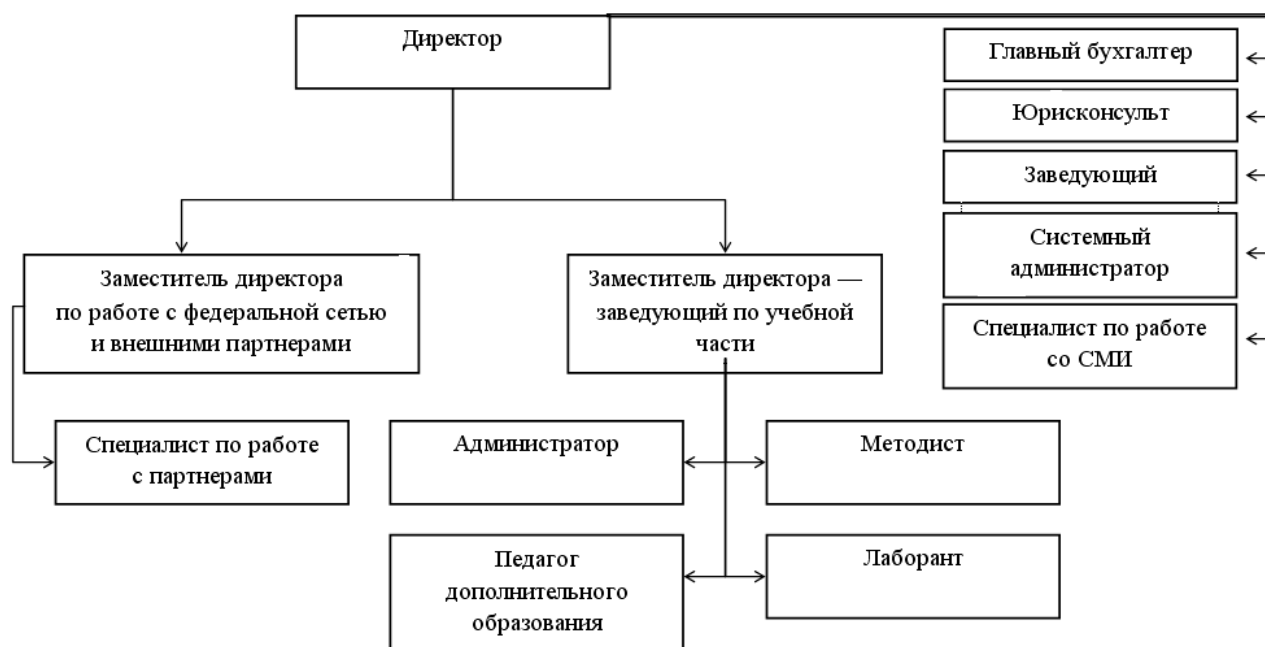 Директор
Главный бухгалтер
Юрисконсульт
Заведующий
Системный
администратор
Специалист по работе
со СМИ
Заместитель директора
по работе с федеральной сетью
и внешними партнерами
Заместитель директора —
заведующий по учебной
части
Специалист по работе
с партнерами
Администратор
Методист
Педагог
дополнительного
образования
Лаборант